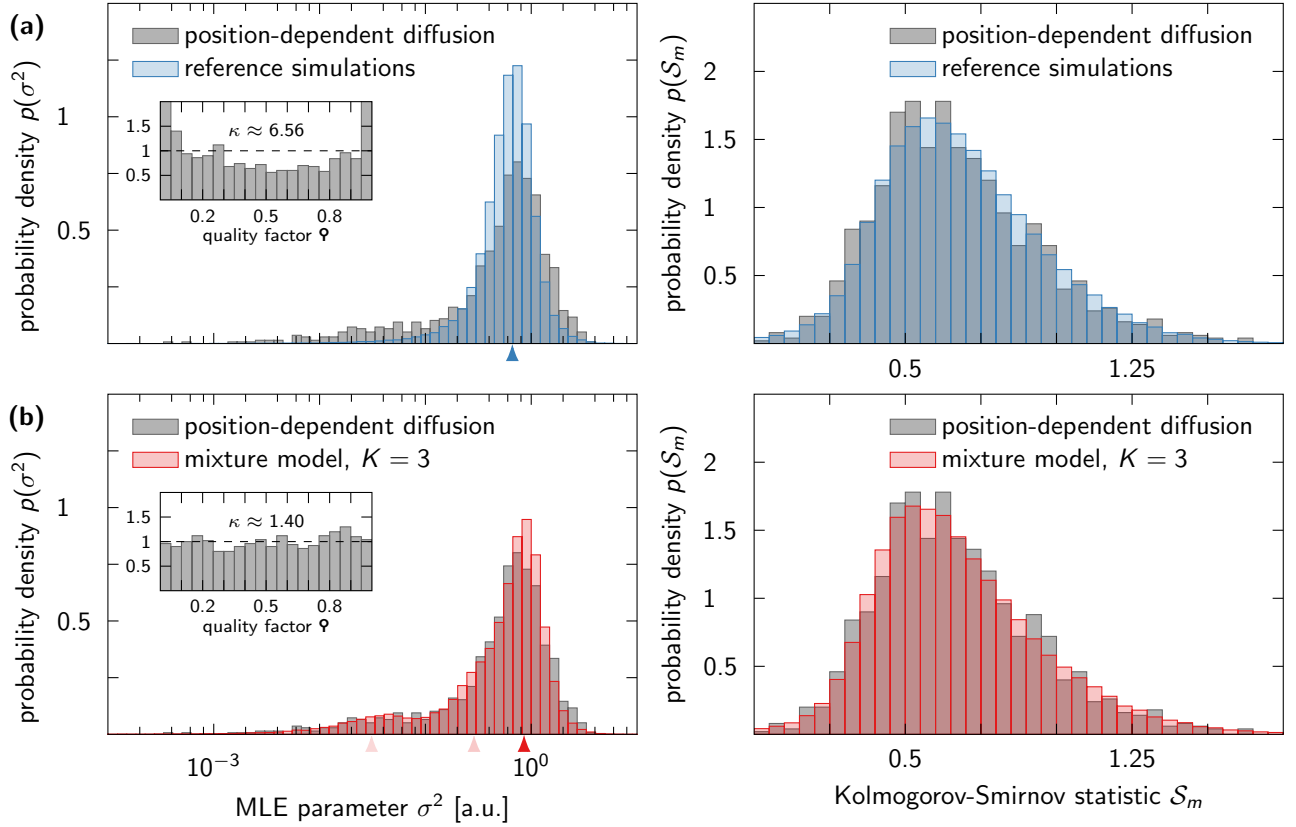 (a)
probability density p(σ²)
1
0.5
position-dependent diffusion
reference simulations
κ ≈ 6.56
1.5
1
0.5
0.2
0.5
0.8
quality factor Ϙ
probability density p(𝒮ₘ)
2
1.5
1
0.5
position-dependent diffusion
reference simulations
0.5
1.25
(b)
probability density p(σ²)
1
0.5
position-dependent diffusion
mixture model, K = 3
κ ≈ 1.40
1.5
1
0.5
0.2
0.5
0.8
quality factor Ϙ
10⁻³
10⁰
MLE parameter σ² [a.u.]
probability density p(𝒮ₘ)
2
1.5
1
0.5
position-dependent diffusion
mixture model, K = 3
0.5
1.25
Kolmogorov-Smirnov statistic 𝒮ₘ